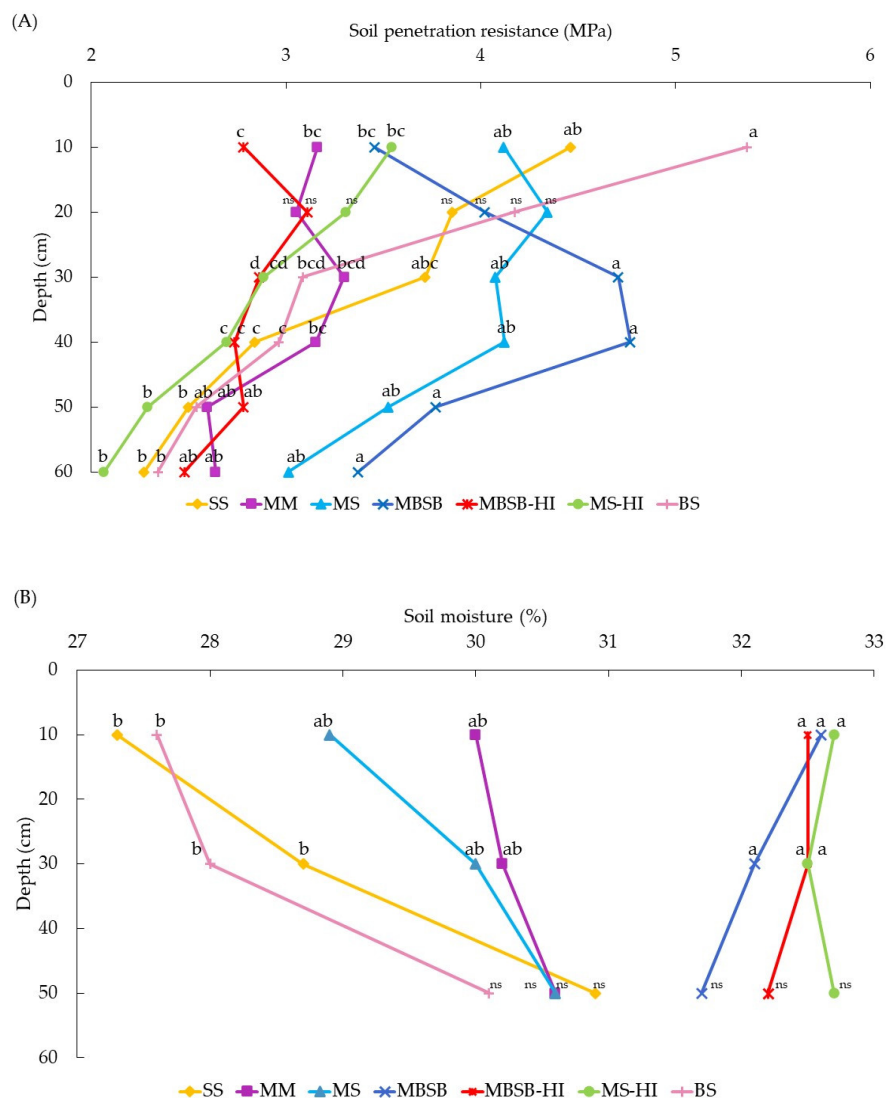 (A)
Soil penetration resistance (MPa)
2 3 4 5 6
0
c bc bc bc ab ab a
10
ns ns ns ns ns ns ns
20
d cd bcd bcd abc ab a
30
c c c c bc ab a
40
b b ab ab ab ab a
50
b b b ab ab ab a
60
Depth (cm)
SS MM MS MBSB MBSB-HI MS-HI BS
(B)
Soil moisture (%)
27 28 29 30 31 32 33
0
b b ab ab a a a
10
20
b b ab ab a a a
30
40
ns ns ns ns ns ns ns
50
60
Depth (cm)
SS MM MS MBSB MBSB-HI MS-HI BS